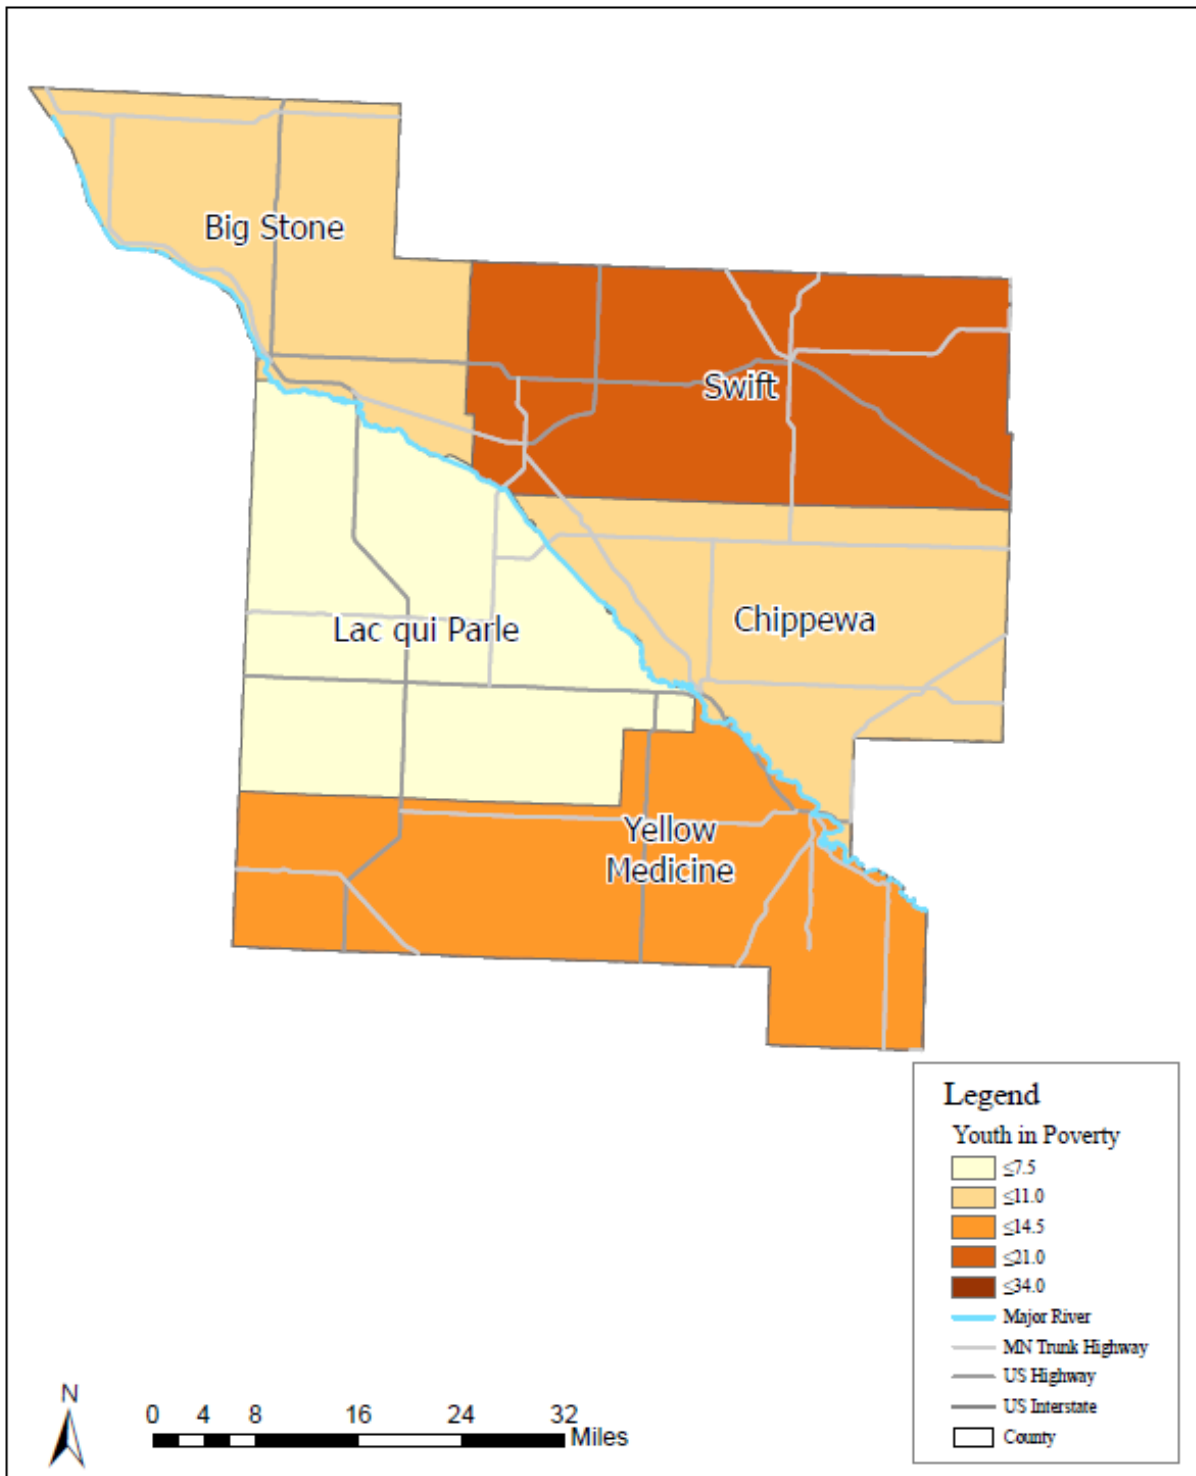 Big Stone
Swift
Chippewa
Lac qui Parle
Yellow
Medicine
Legend
Youth in Poverty
≤7.5
≤11.0
≤14.5
≤21.0
≤34.0
Major River
MN Trunk Highway
US Highway
US Interstate
County
N
0 4 8 16 24 32
Miles